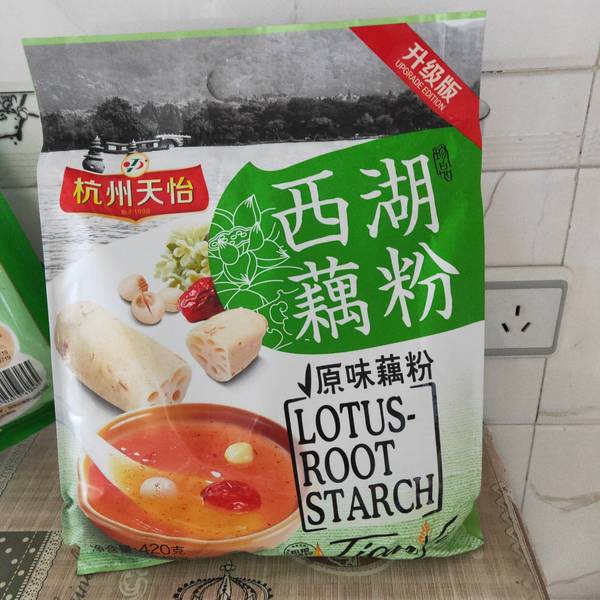 升级版
UPGRADE EDITION
杭州天怡
西湖
藕粉
原味藕粉
LOTUS-
ROOT
STARCH
净含量:420克